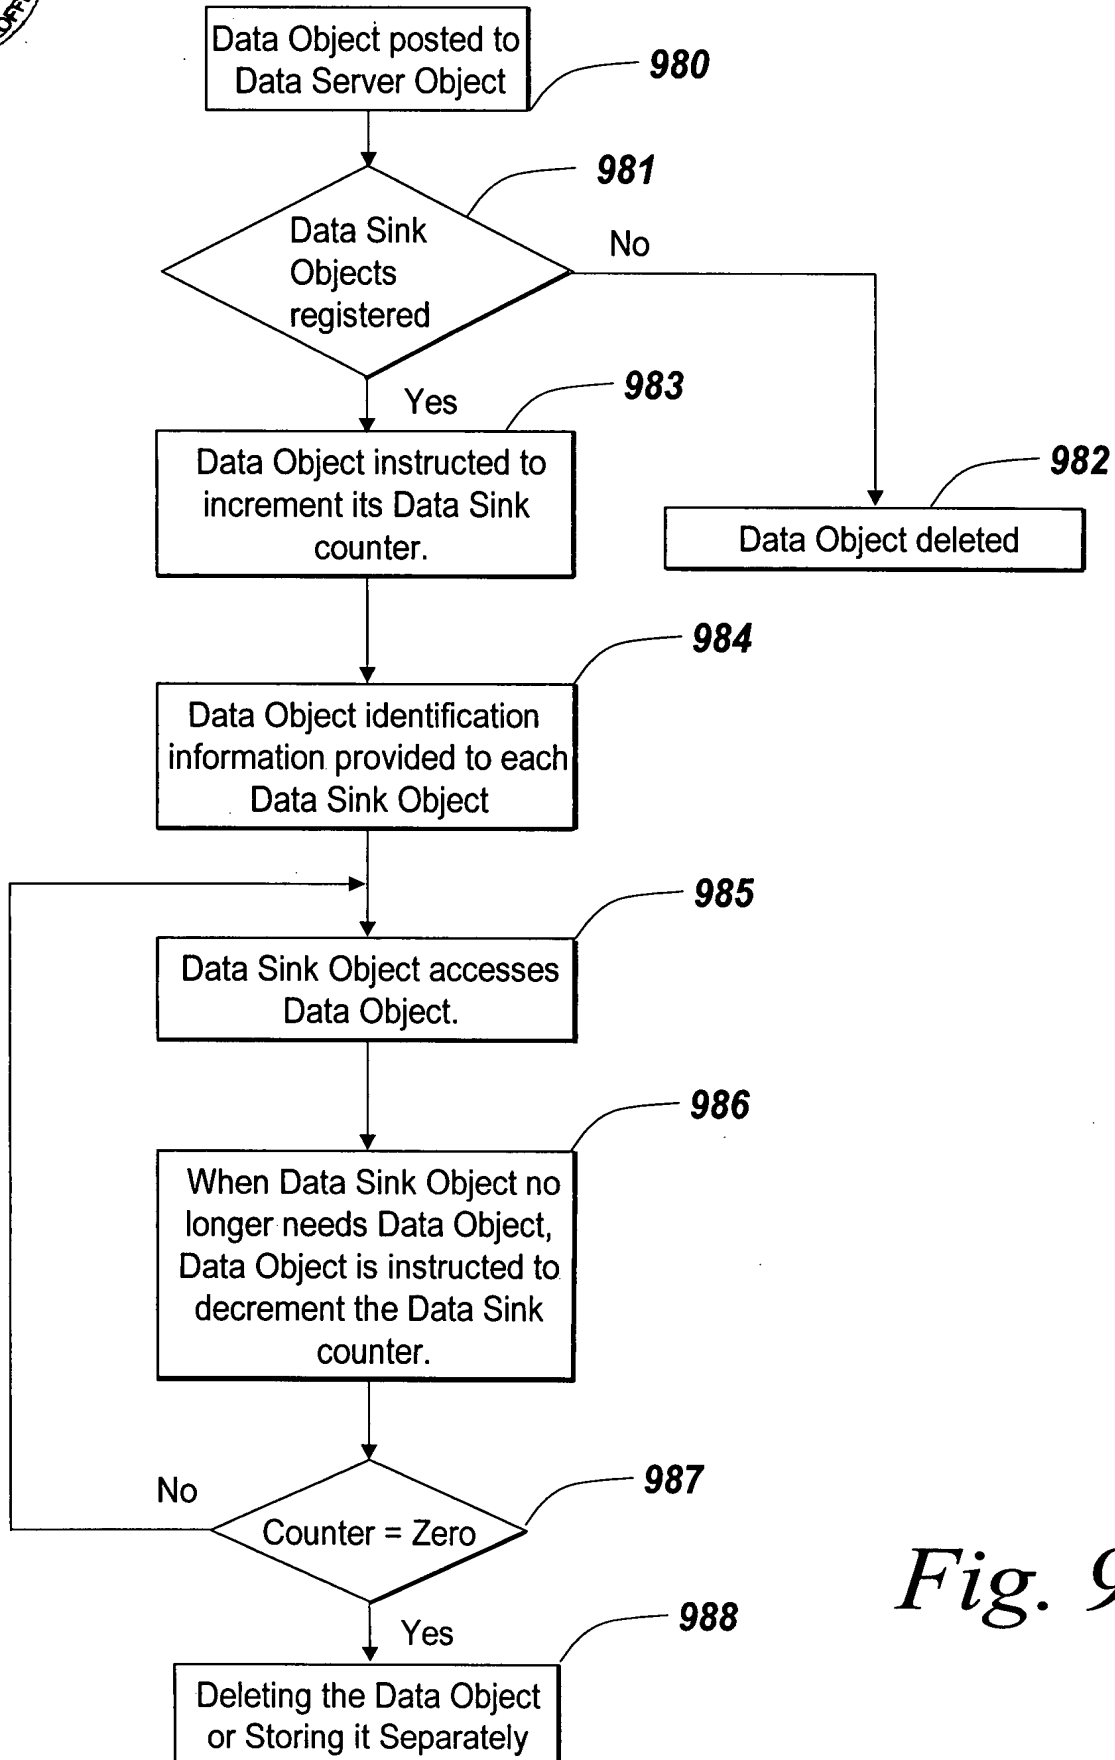 Data Object posted to
Data Server Object
980
981
Data Sink
Objects
registered
No
Yes
983
Data Object instructed to
increment its Data Sink
counter.
982
Data Object deleted
984
Data Object identification
information provided to each
Data Sink Object
985
Data Sink Object accesses
Data Object.
986
When Data Sink Object no
longer needs Data Object,
Data Object is instructed to
decrement the Data Sink
counter.
No
987
Counter = Zero
Fig. 9
Yes
988
Deleting the Data Object
or Storing it Separately